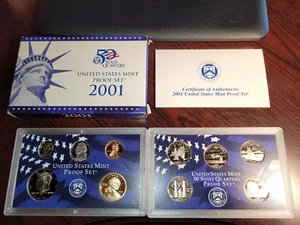 50
STATE
QUARTERS
UNITED STATES MINT
PROOF SET
2001
2001
Certificate of Authenticity
2001 United States Mint Proof Set
UNITED STATES MINT
PROOF SET
UNITED STATES MINT
50 STATE QUARTERS
PROOF SET